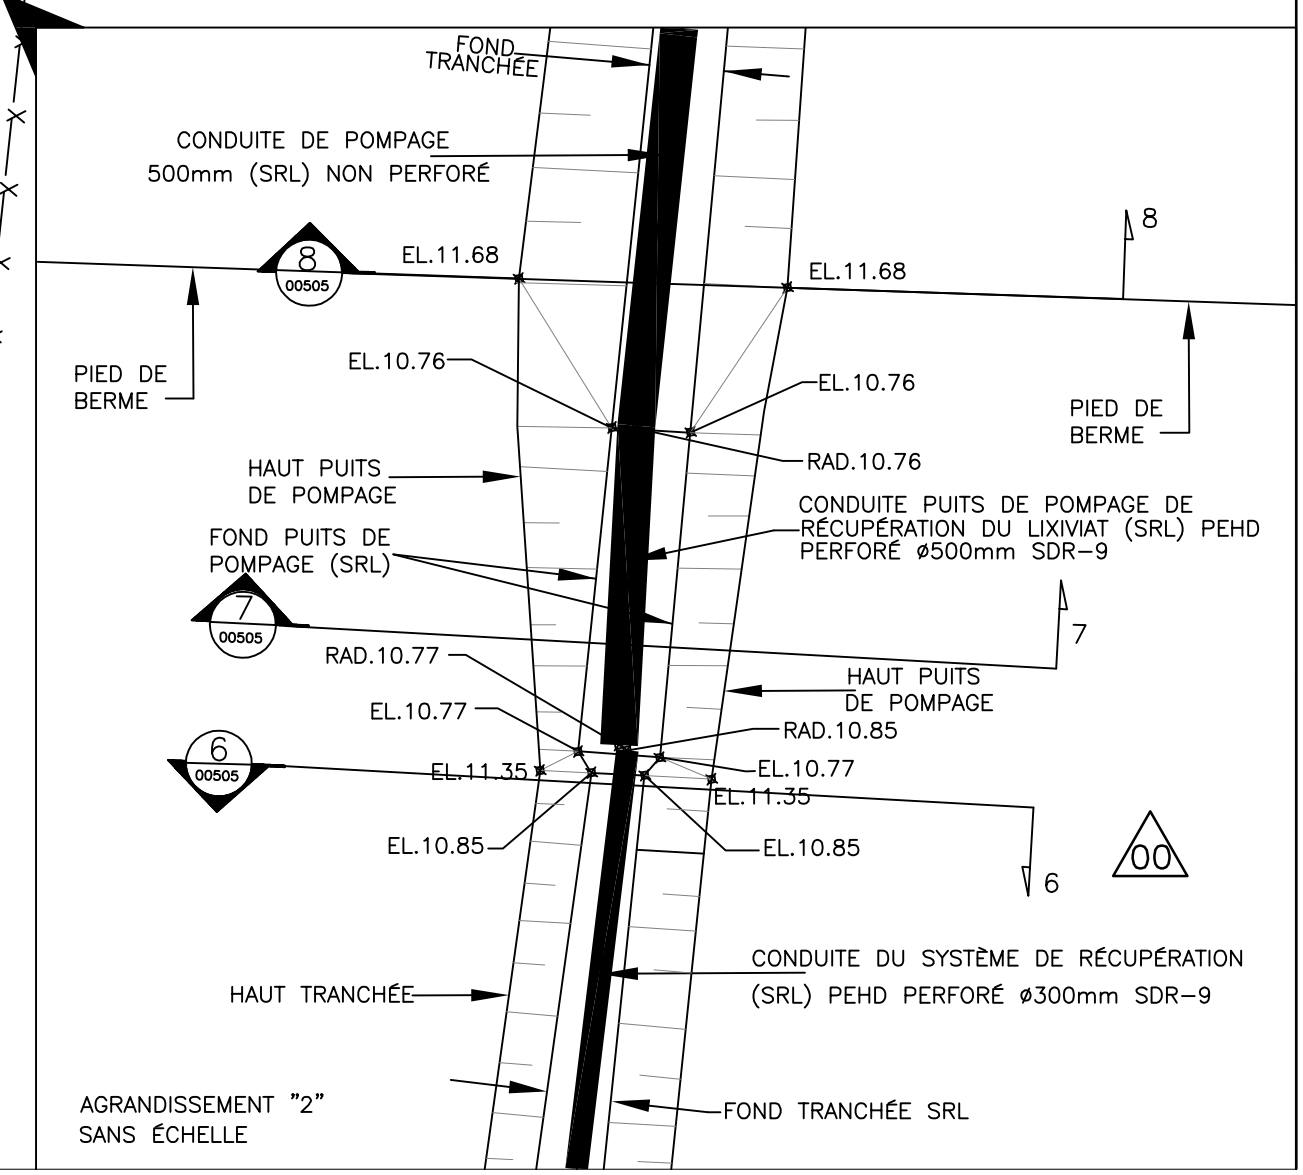 FOND
TRANCHÉE
CONDUITE DE POMPAGE
500mm (SRL) NON PERFORÉ
8
8
00505
EL.11.68
EL.11.68
EL.10.76
EL.10.76
PIED DE
BERME
PIED DE
BERME
RAD.10.76
HAUT PUITS
DE POMPAGE
CONDUITE PUITS DE POMPAGE DE
RÉCUPÉRATION DU LIXIVIAT (SRL) PEHD
PERFORÉ ø500mm SDR-9
FOND PUITS DE
POMPAGE (SRL)
7
00505
7
RAD.10.77
HAUT PUITS
DE POMPAGE
EL.10.77
RAD.10.85
6
00505
EL.11.35
EL.10.77
EL.11.35
EL.10.85
EL.10.85
00
6
CONDUITE DU SYSTÈME DE RÉCUPÉRATION
(SRL) PEHD PERFORÉ ø300mm SDR-9
HAUT TRANCHÉE
AGRANDISSEMENT "2"
SANS ÉCHELLE
FOND TRANCHÉE SRL